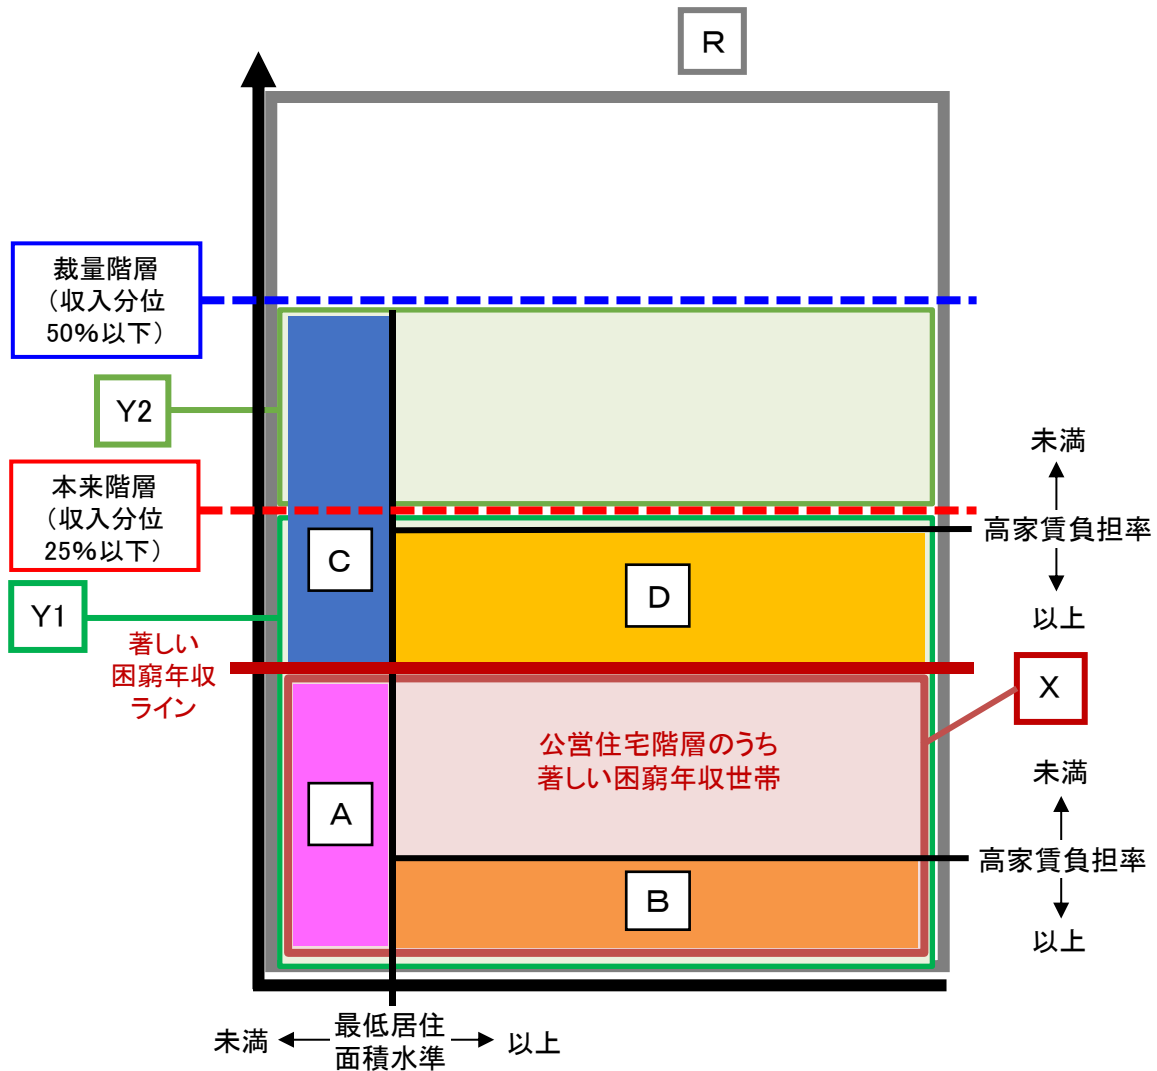 R
裁量階層
（収入分位
50%以下）
Y2
本来階層
（収入分位
25%以下）
Y1
著しい
困窮年収
ライン
C
D
未満
高家賃負担率
以上
X
公営住宅階層のうち
著しい困窮年収世帯
A
B
未満
高家賃負担率
以上
未満
最低居住
面積水準
以上